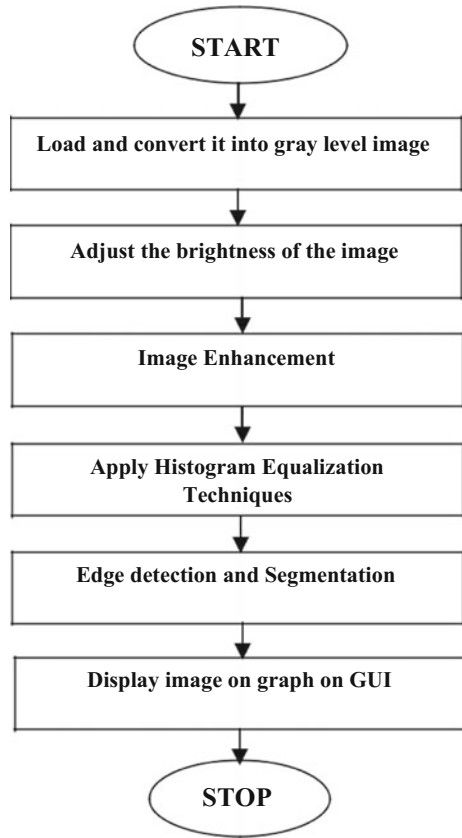 START
Load and convert it into gray level image
Adjust the brightness of the image
Image Enhancement
Apply Histogram Equalization
Techniques
Edge detection and Segmentation
Display image on graph on GUI
STOP